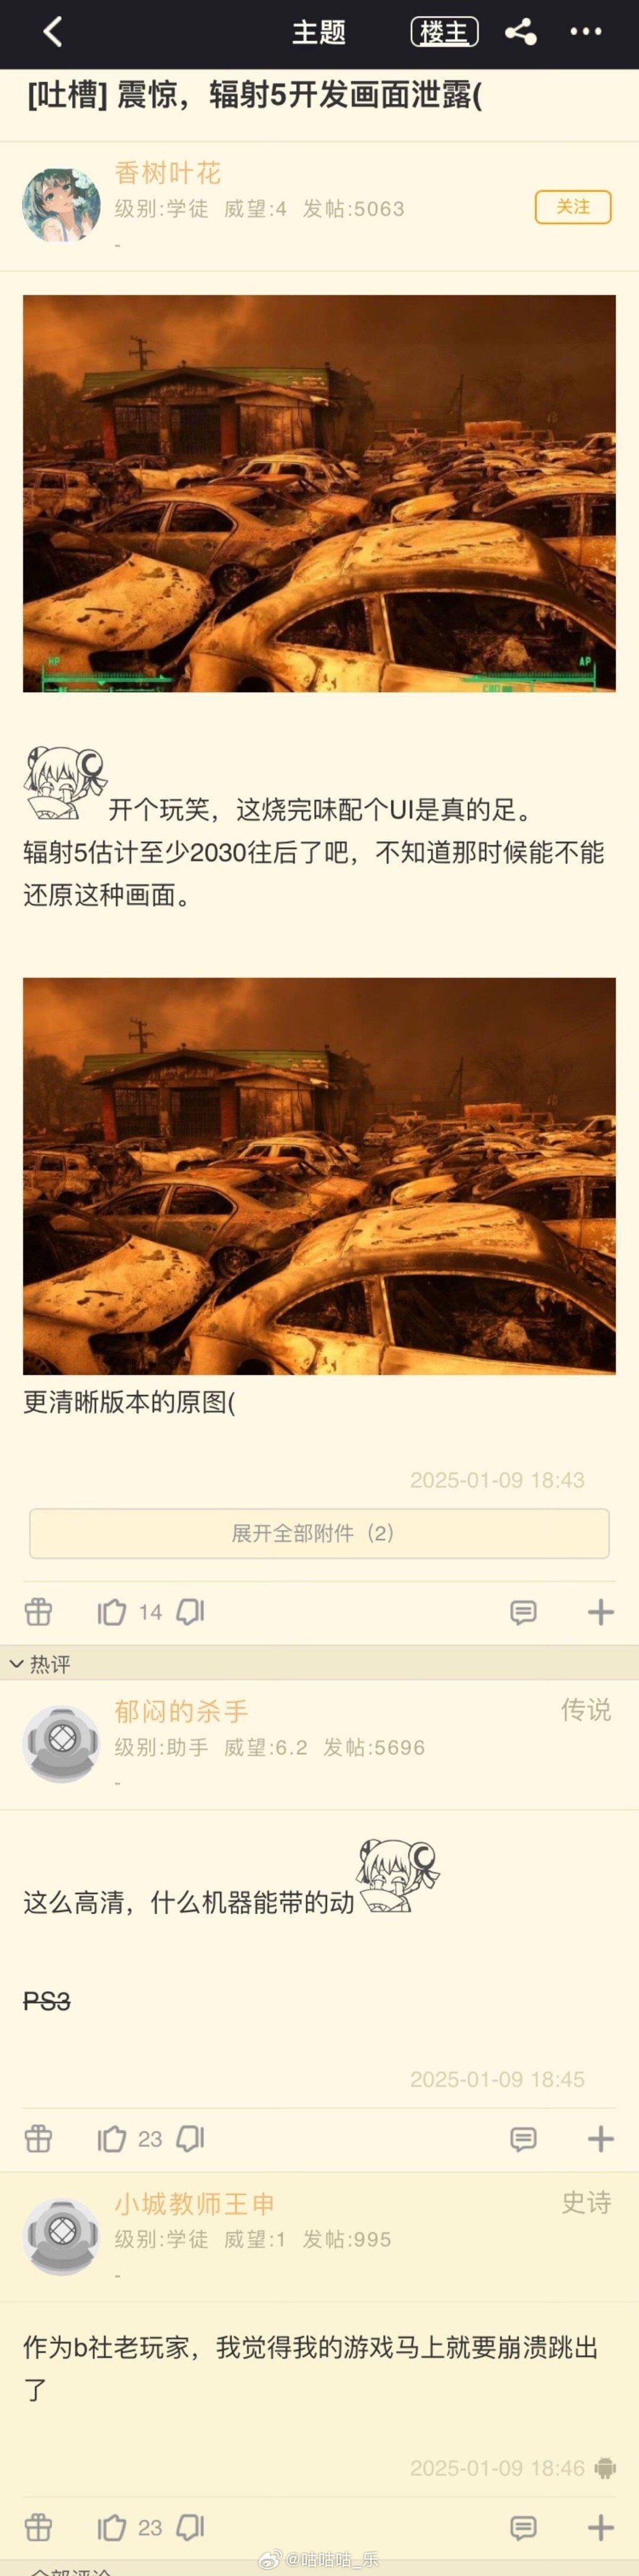 主题
楼主
[吐槽] 震惊，辐射5开发画面泄露(
香树叶花
级别:学徒 威望:4 发帖:5063
关注
-
HP
AP
开个玩笑，这烧完味配个UI是真的足。
辐射5估计至少2030往后了吧，不知道那时候能不能
还原这种画面。
更清晰版本的原图(
2025-01-09 18:43
展开全部附件（2）
14
热评
郁闷的杀手
传说
级别:助手 威望:6.2 发帖:5696
-
这么高清，什么机器能带的动
PS3
2025-01-09 18:45
23
小城教师王申
史诗
级别:学徒 威望:1 发帖:995
-
作为b社老玩家，我觉得我的游戏马上就要崩溃跳出
了
2025-01-09 18:46
23
@咕咕咕_乐
全部评论